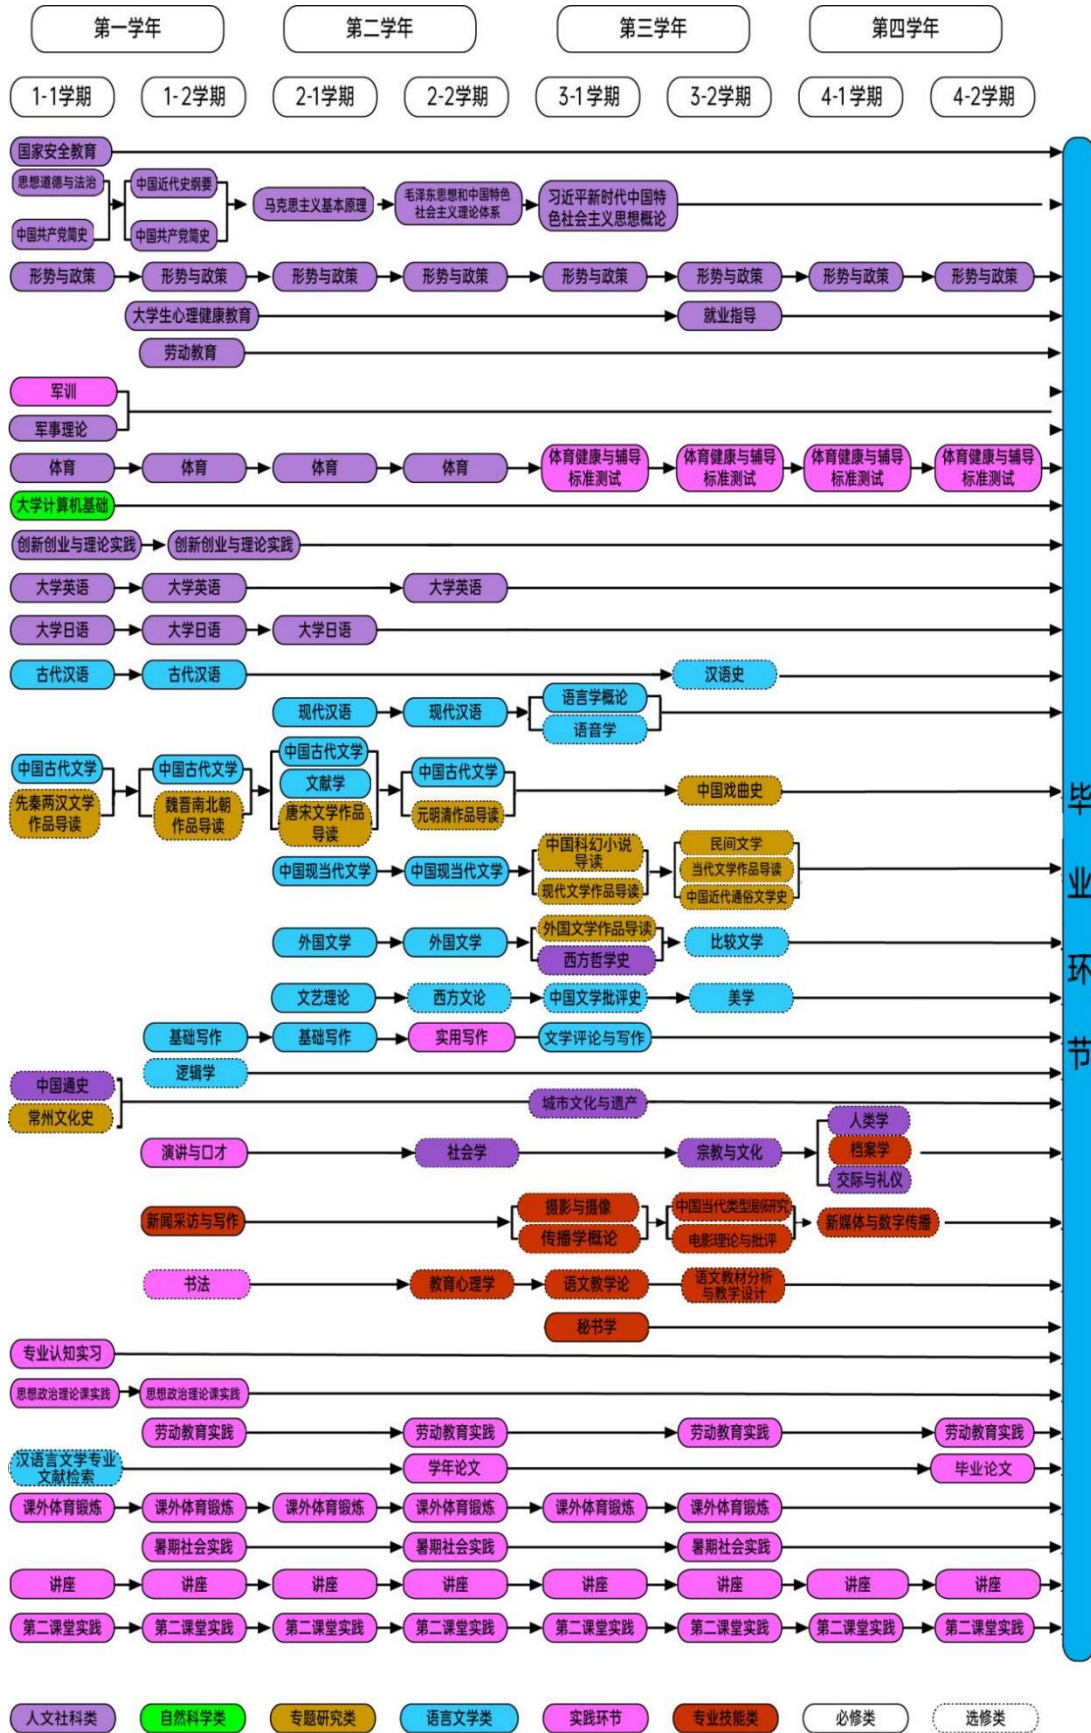 第一学年
第二学年
第三学年
第四学年
1-1学期
1-2学期
2-1学期
2-2学期
3-1学期
3-2学期
4-1学期
4-2学期
国家安全教育
思想道德与法治
中国共产党简史
中国近代史纲要
中国共产党简史
马克思主义基本原理
毛泽东思想和中国特色
社会主义理论体系
习近平新时代中国特
色社会主义思想概论
形势与政策
形势与政策
形势与政策
形势与政策
形势与政策
形势与政策
形势与政策
形势与政策
大学生心理健康教育
就业指导
劳动教育
军训
军事理论
体育
体育
体育
体育
体育健康与辅导
标准测试
体育健康与辅导
标准测试
体育健康与辅导
标准测试
体育健康与辅导
标准测试
大学计算机基础
创新创业与理论实践
创新创业与理论实践
大学英语
大学英语
大学英语
大学日语
大学日语
大学日语
古代汉语
古代汉语
汉语史
现代汉语
现代汉语
语言学概论
语音学
中国古代文学
先秦两汉文学
作品导读
中国古代文学
魏晋南北朝
作品导读
中国古代文学
文献学
唐宋文学作品
导读
中国古代文学
元明清作品导读
中国戏曲史
中国现当代文学
中国现当代文学
中国科幻小说
导读
现代文学作品导读
民间文学
当代文学作品导读
中国近代通俗文学史
外国文学
外国文学
外国文学作品导读
西方哲学史
比较文学
文艺理论
西方文论
中国文学批评史
美学
基础写作
基础写作
实用写作
文学评论与写作
逻辑学
中国通史
常州文化史
城市文化与遗产
演讲与口才
社会学
宗教与文化
人类学
档案学
交际与礼仪
新闻采访与写作
摄影与摄像
传播学概论
中国当代类型剧研究
电影理论与批评
新媒体与数字传播
书法
教育心理学
语文教学论
语文教材分析
与教学设计
秘书学
专业认知实习
思想政治理论课实践
思想政治理论课实践
劳动教育实践
劳动教育实践
劳动教育实践
劳动教育实践
汉语言文学专业
文献检索
学年论文
毕业论文
课外体育锻炼
课外体育锻炼
课外体育锻炼
课外体育锻炼
课外体育锻炼
课外体育锻炼
暑期社会实践
暑期社会实践
暑期社会实践
讲座
讲座
讲座
讲座
讲座
讲座
讲座
讲座
第二课堂实践
第二课堂实践
第二课堂实践
第二课堂实践
第二课堂实践
第二课堂实践
第二课堂实践
第二课堂实践
毕业环节
人文社科类
自然科学类
专题研究类
语言文学类
实践环节
专业技能类
必修类
选修类